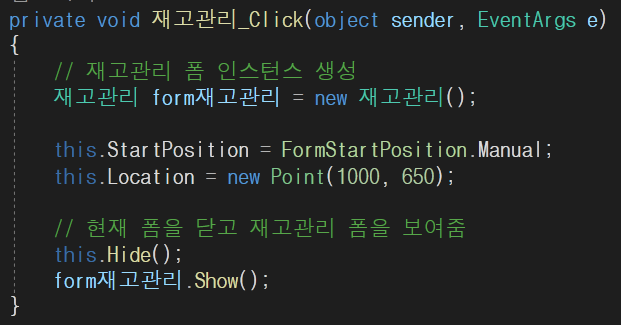 private void 재고관리_Click(object sender, EventArgs e)
{
    // 재고관리 폼 인스턴스 생성
    재고관리 form재고관리 = new 재고관리();
    this.StartPosition = FormStartPosition.Manual;
    this.Location = new Point(1000, 650);
    // 현재 폼을 닫고 재고관리 폼을 보여줌
    this.Hide();
    form재고관리.Show();
}